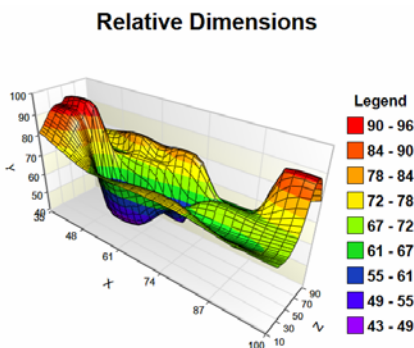 Relative Dimensions
100
90
80
70
60
50
40
Y
35
48
61
74
87
100
X
90
70
50
30
10
Z
Legend
90 - 96
84 - 90
78 - 84
72 - 78
67 - 72
61 - 67
55 - 61
49 - 55
43 - 49